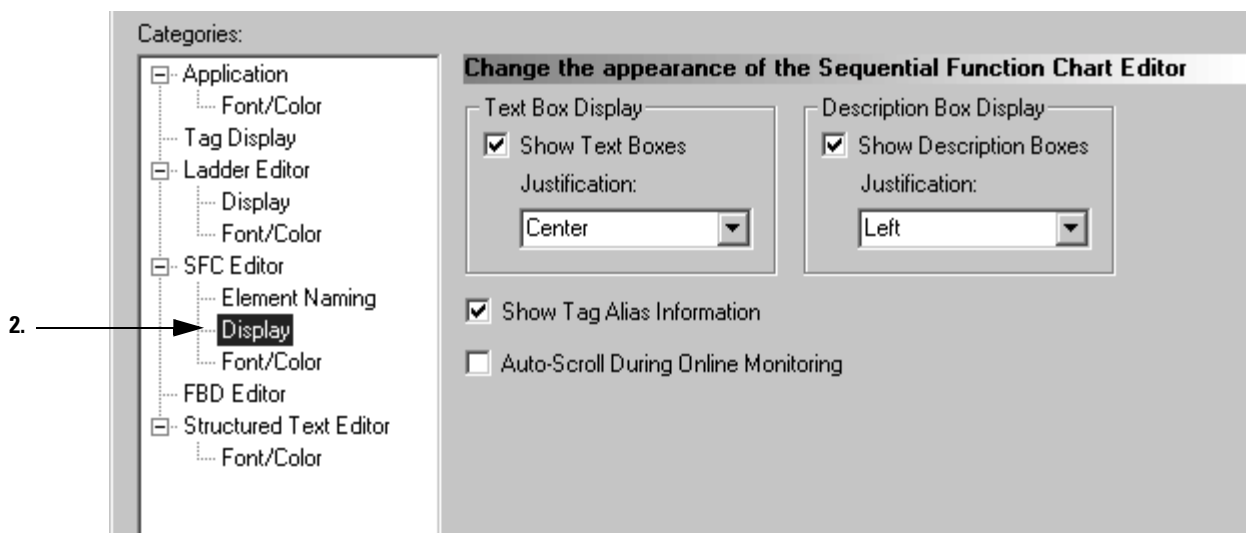 Categories:
Application
Font/Color
Tag Display
Ladder Editor
Display
Font/Color
SFC Editor
Element Naming
2.
Display
Font/Color
FBD Editor
Structured Text Editor
Font/Color
Change the appearance of the Sequential Function Chart Editor
Text Box Display
Show Text Boxes
Justification:
Center
Description Box Display
Show Description Boxes
Justification:
Left
Show Tag Alias Information
Auto-Scroll During Online Monitoring